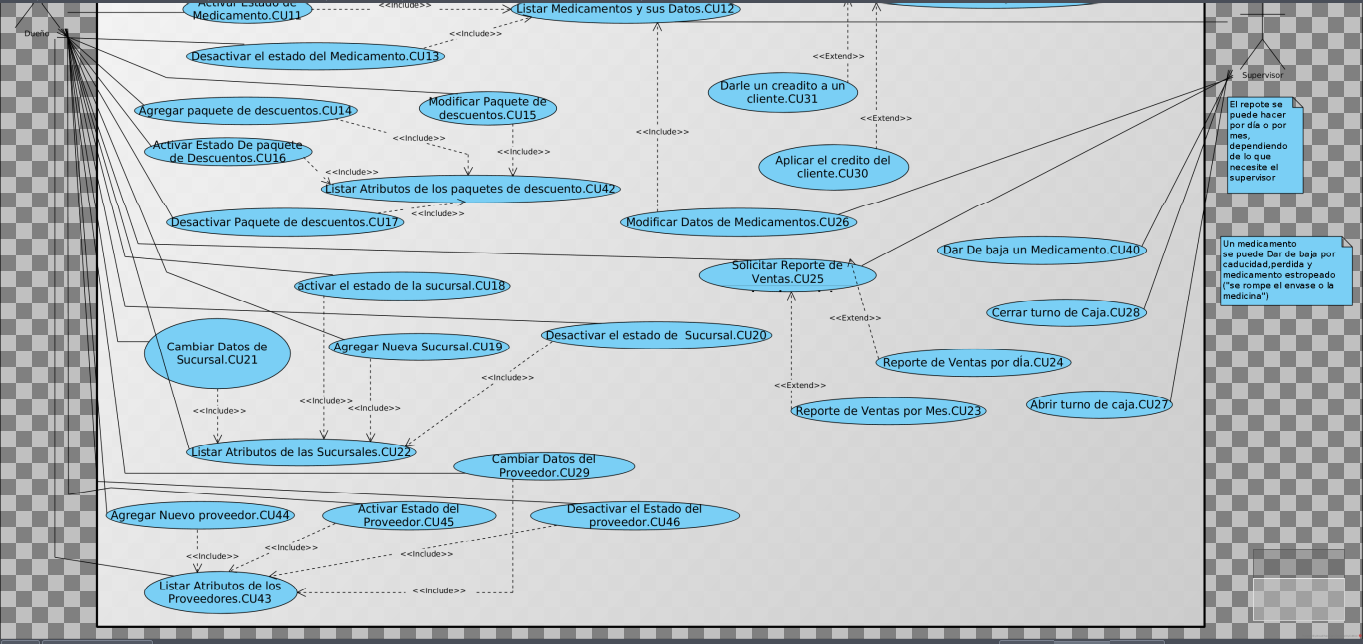 Activar Estado de
Medicamento.CU11
<<Include>>
Listar Medicamentos y sus Datos.CU12
Dueño
<<Include>>
Desactivar el estado del Medicamento.CU13
<<Extend>>
Supervisor
Darle un creadito a un
cliente.CU31
Agregar paquete de descuentos.CU14
Modificar Paquete de
descuentos.CU15
<<Extend>>
El repote se
puede hacer
por día o por
mes,
dependiendo
de lo que
necesite el
supervisor
<<Include>>
<<Include>>
Activar Estado De paquete
de Descuentos.CU16
<<Include>>
<<Include>>
Aplicar el credito del
cliente.CU30
Listar Atributos de los paquetes de descuento.CU42
<<Include>>
Desactivar Paquete de descuentos.CU17
Modificar Datos de Medicamentos.CU26
Dar De baja un Medicamento.CU40
Un medicamento
se puede Dar de baja por
caducidad,perdida y
medicamento estropeado
("se rompe el envase o la
medicina")
Solicitar Reporte de
Ventas.CU25
activar el estado de la sucursal.CU18
Cerrar turno de Caja.CU28
<<Extend>>
Desactivar el estado de  Sucursal.CU20
Cambiar Datos de
Sucursal.CU21
Agregar Nueva Sucursal.CU19
Reporte de Ventas por día.CU24
<<Include>>
<<Extend>>
<<Include>>
<<Include>>
<<Include>>
Reporte de Ventas por Mes.CU23
Abrir turno de caja.CU27
Listar Atributos de las Sucursales.CU22
Cambiar Datos del
Proveedor.CU29
Agregar Nuevo proveedor.CU44
Activar Estado del
Proveedor.CU45
Desactivar el Estado del
proveedor.CU46
<<Include>>
<<Include>>
<<Include>>
Listar Atributos de los
Proveedores.CU43
<<Include>>